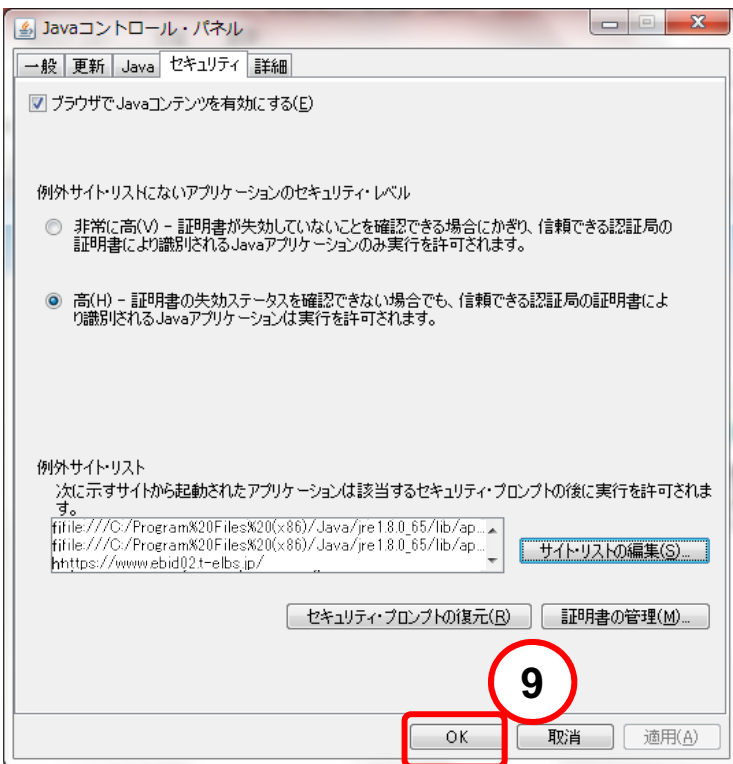 Javaコントロール・パネル
一般 更新 Java セキュリティ 詳細
ブラウザでJavaコンテンツを有効にする(E)
例外サイト・リストにないアプリケーションのセキュリティ・レベル
非常に高(V) - 証明書が失効していないことを確認できる場合にかぎり、信頼できる認証局の
証明書により識別されるJavaアプリケーションのみ実行を許可されます。
高(H) - 証明書の失効ステータスを確認できない場合でも、信頼できる認証局の証明書によ
り識別されるJavaアプリケーションは実行を許可されます。
例外サイト・リスト
次に示すサイトから起動されたアプリケーションは該当するセキュリティ・プロンプトの後に実行を許可されま
す。
fifile:///C:/Program%20Files%20(x86)/Java/jre1.8.0_65/lib/ap...
fifile:///C:/Program%20Files%20(x86)/Java/jre1.8.0_65/lib/ap...
hhttps://www.ebid02.t-elbs.jp/
サイト・リストの編集(S)...
セキュリティ・プロンプトの復元(R) 証明書の管理(M)...
9
OK 取消 適用(A)